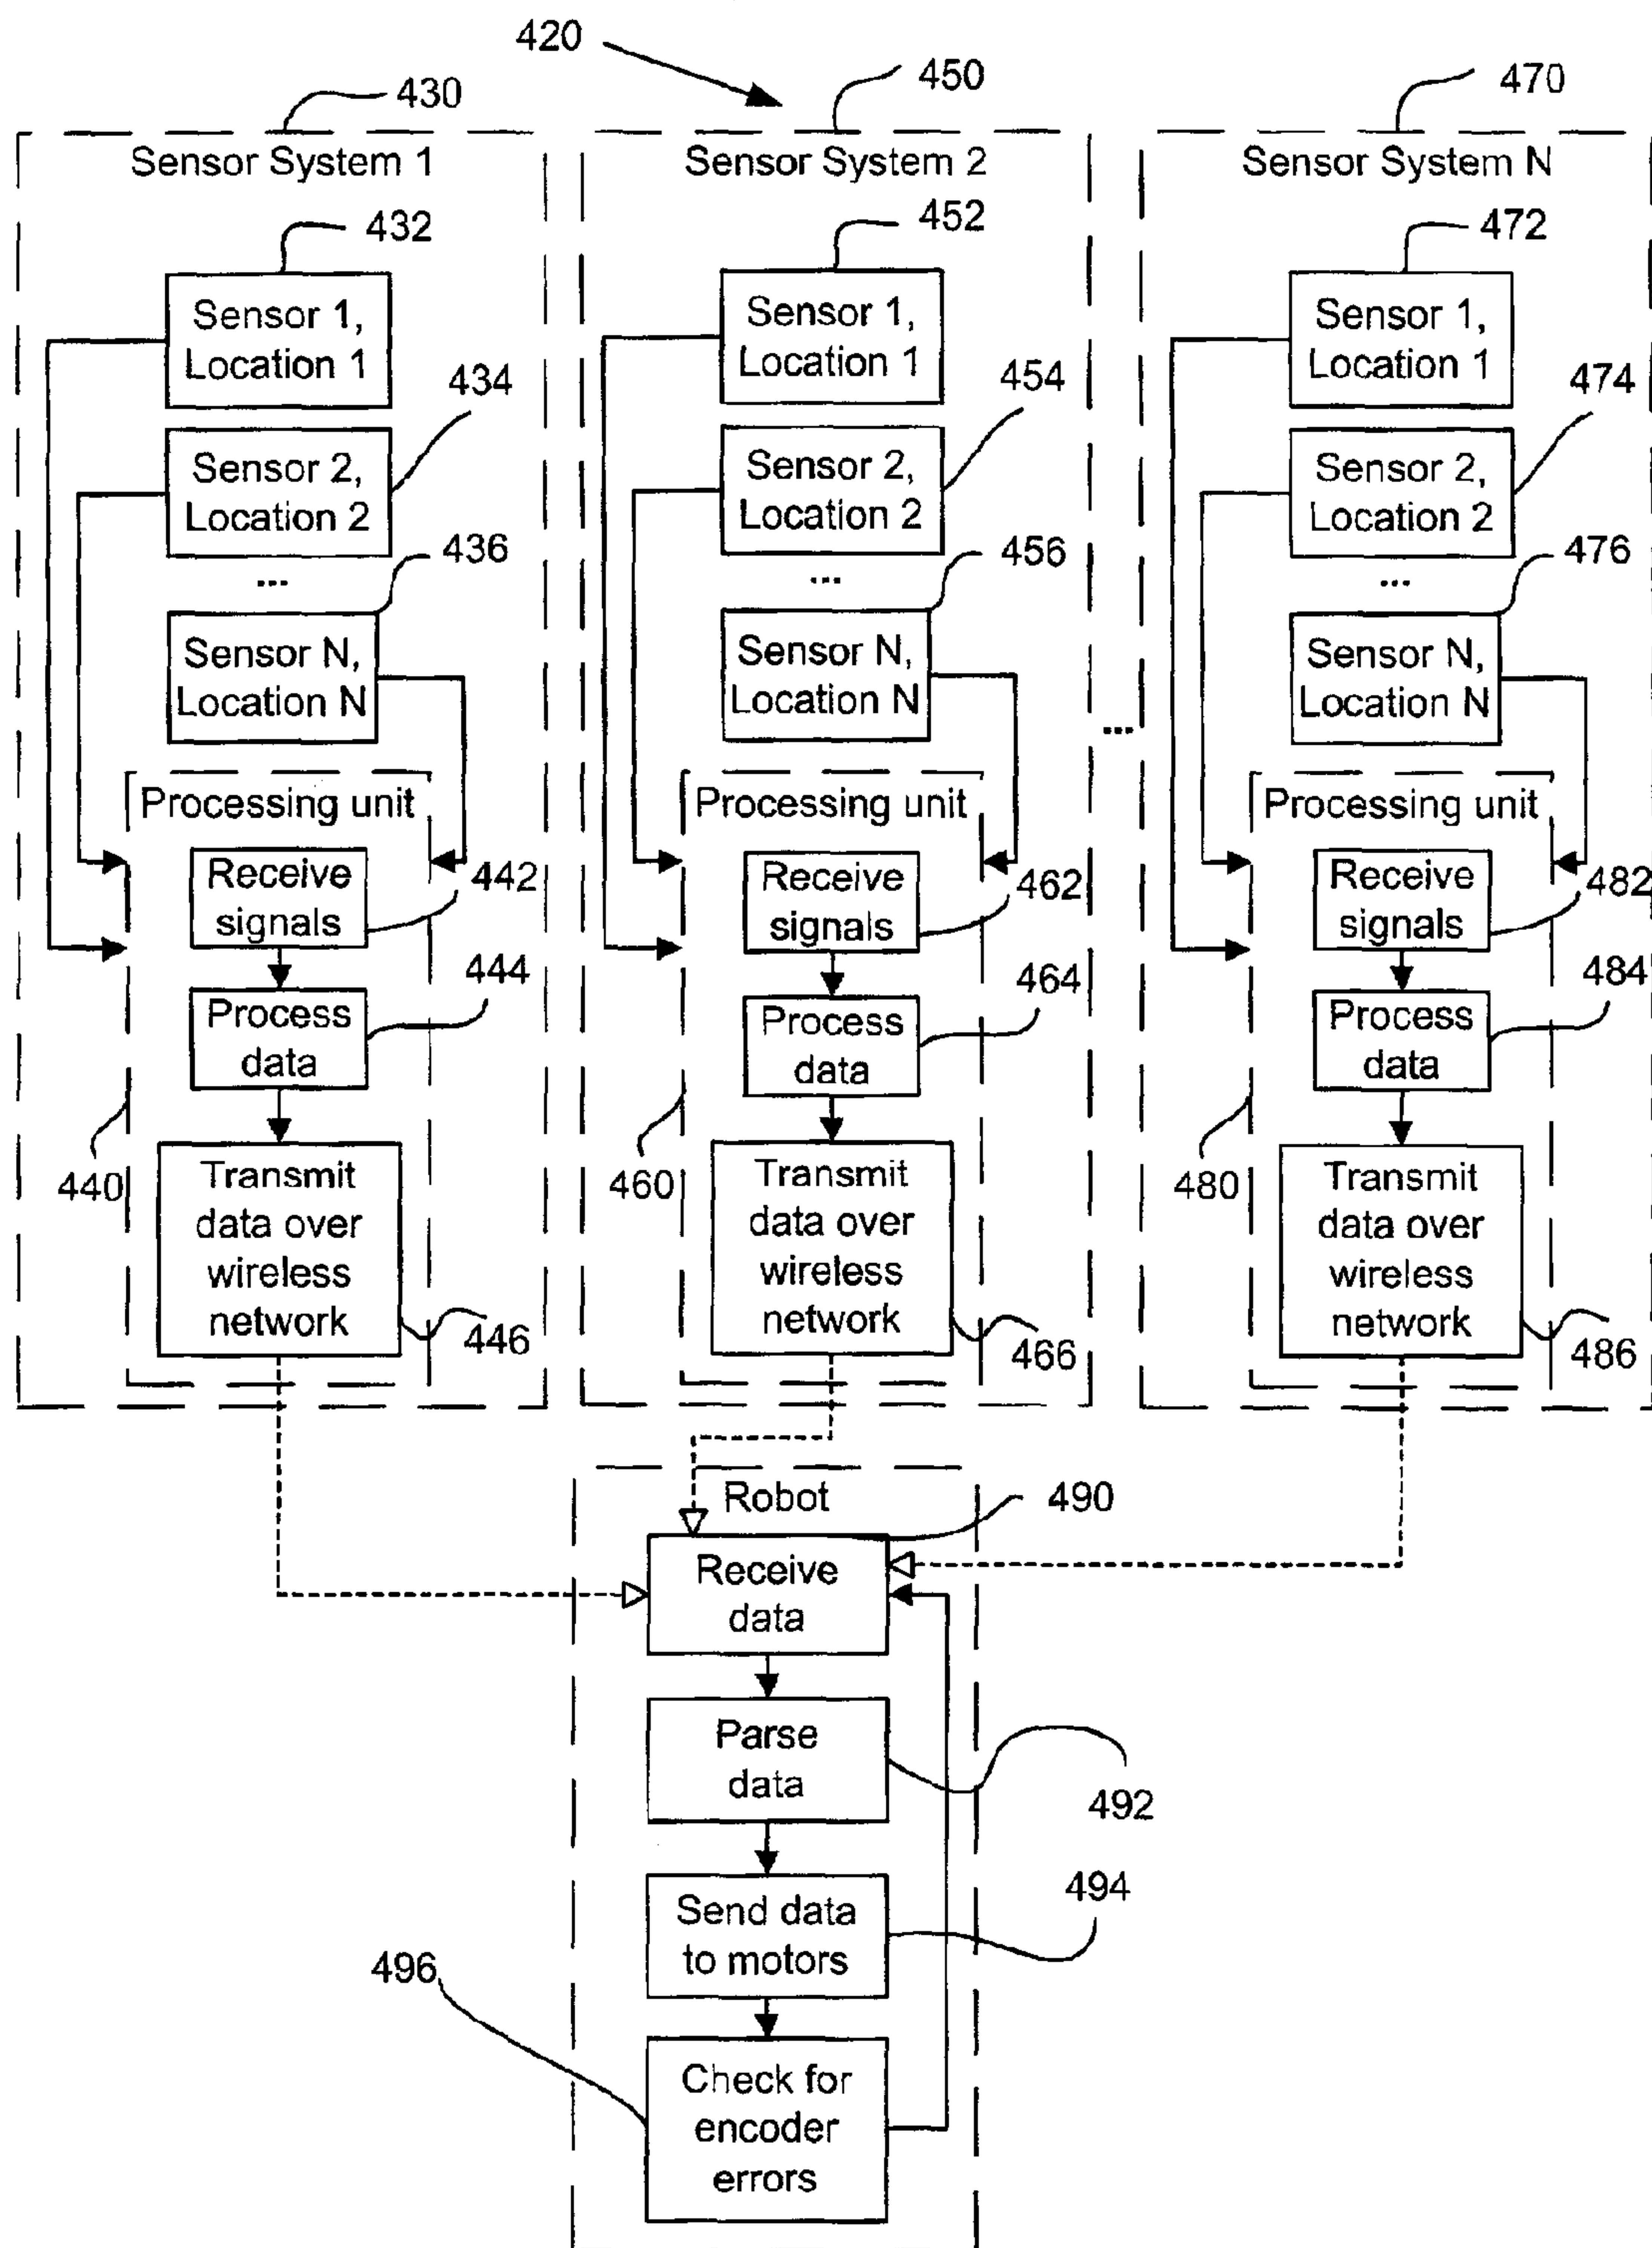 420
430
450
470
Sensor System 1
Sensor System 2
Sensor System N
432
452
472
Sensor 1,
Location 1
Sensor 1,
Location 1
Sensor 1,
Location 1
434
454
474
Sensor 2,
Location 2
Sensor 2,
Location 2
Sensor 2,
Location 2
436
456
476
...
...
...
Sensor N,
Location N
Sensor N,
Location N
Sensor N,
Location N
...
Processing unit
Processing unit
Processing unit
Receive
signals
442
Receive
signals
462
Receive
signals
482
444
464
484
Process
data
Process
data
Process
data
440
460
480
Transmit
data over
wireless
network
Transmit
data over
wireless
network
Transmit
data over
wireless
network
446
466
486
Robot
490
Receive
data
Parse
data
492
494
Send data
to motors
496
Check for
encoder
errors